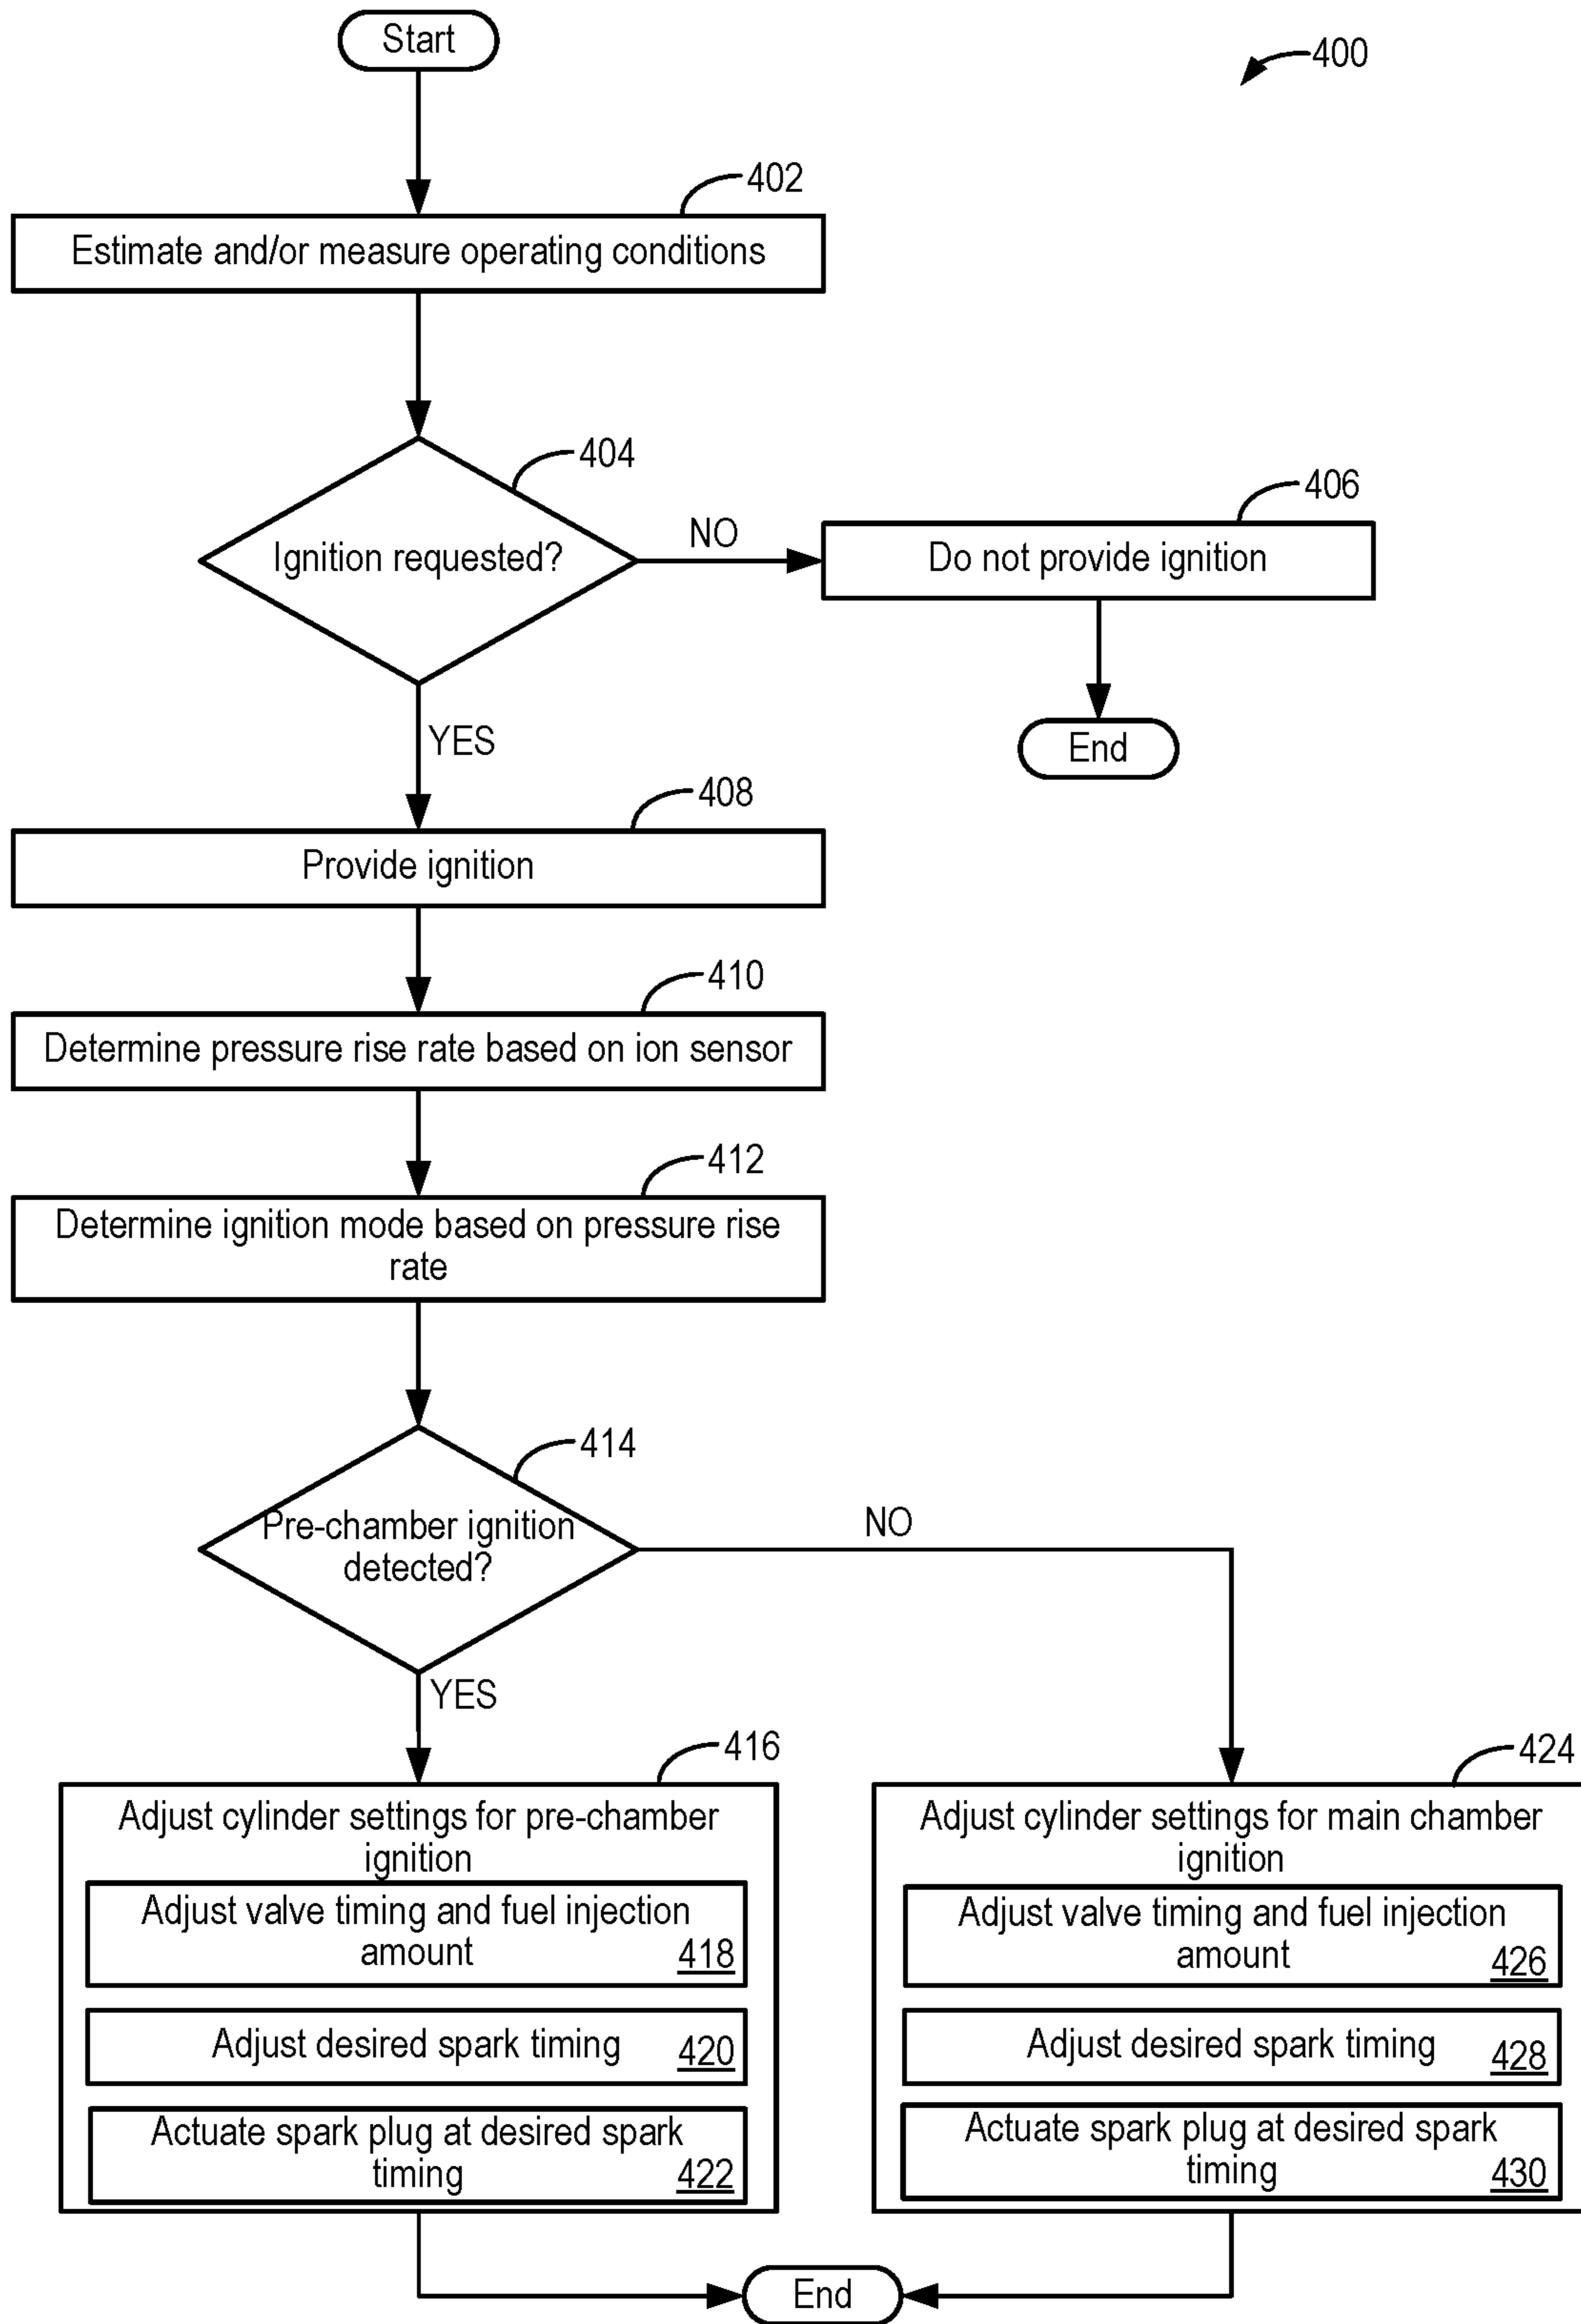 Start
400
402
Estimate and/or measure operating conditions
404
Ignition requested?
NO
406
Do not provide ignition
End
YES
408
Provide ignition
410
Determine pressure rise rate based on ion sensor
412
Determine ignition mode based on pressure rise
rate
414
Pre-chamber ignition
detected?
NO
YES
416
Adjust cylinder settings for pre-chamber
ignition
Adjust valve timing and fuel injection
amount 418
Adjust desired spark timing 420
Actuate spark plug at desired spark
timing 422
424
Adjust cylinder settings for main chamber
ignition
Adjust valve timing and fuel injection
amount 426
Adjust desired spark timing 428
Actuate spark plug at desired spark
timing 430
End